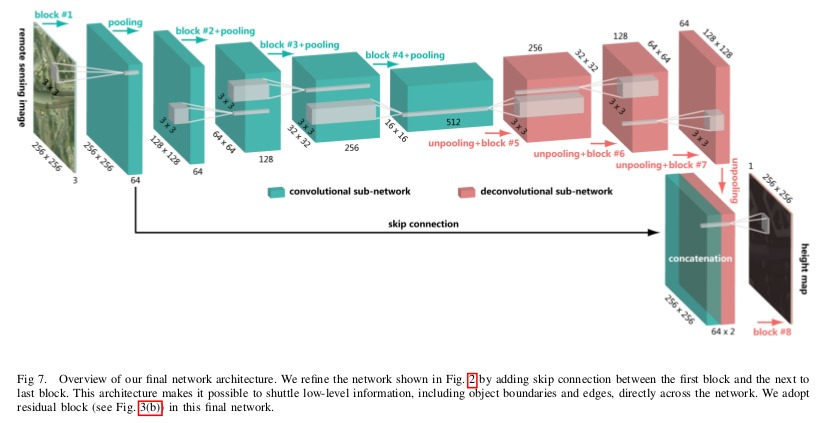 block #1
pooling
block #2+pooling
block #3+pooling
block #4+pooling
remote sensing image
3 x 3
256 x 256
3
256 x 256
64
3 x 3
128 x 128
64
3 x 3
64 x 64
128
3 x 3
32 x 32
256
16 x 16
512
256
32 x 32
3 x 3
unpooling+block #5
128
64 x 64
3 x 3
unpooling+block #6
64
128 x 128
3 x 3
unpooling+block #7
unpooling
convolutional sub-network
deconvolutional sub-network
skip connection
concatenation
256 x 256
64 x 2
1
256 x 256
height map
block #8
Fig 7. Overview of our final network architecture. We refine the network shown in Fig. 2 by adding skip connection between the first block and the next to
last block. This architecture makes it possible to shuttle low-level information, including object boundaries and edges, directly across the network. We adopt
residual block (see Fig. 3(b)) in this final network.